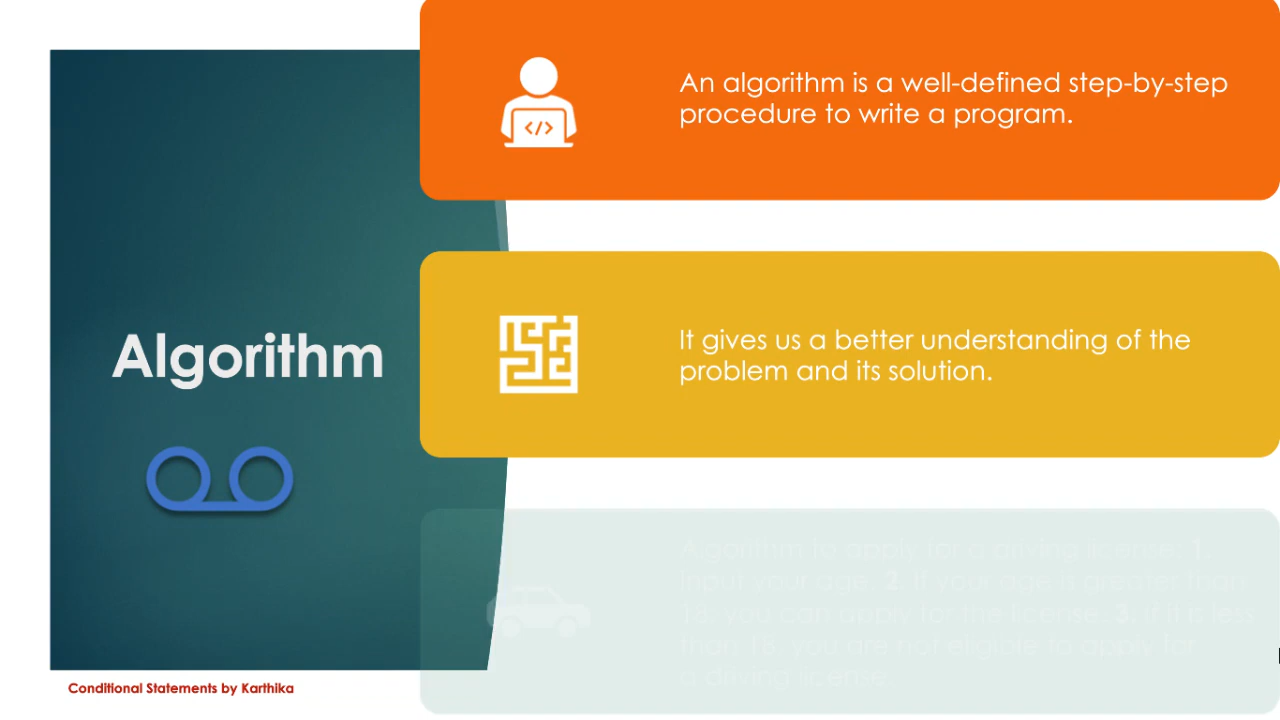 An algorithm is a well-defined step-by-step
procedure to write a program.
Algorithm
It gives us a better understanding of the
problem and its solution.
Algorithm to apply for a driving license. 1.
Input your age. 2. If your age is greater than
18, you can apply for the license. 3. If it is less
than 18, you are not eligible to apply for
a driving license.
Conditional Statements by Karthika